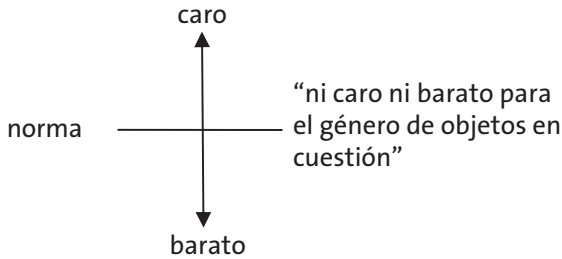 caro
norma
“ni caro ni barato para
el género de objetos en
cuestión”
barato